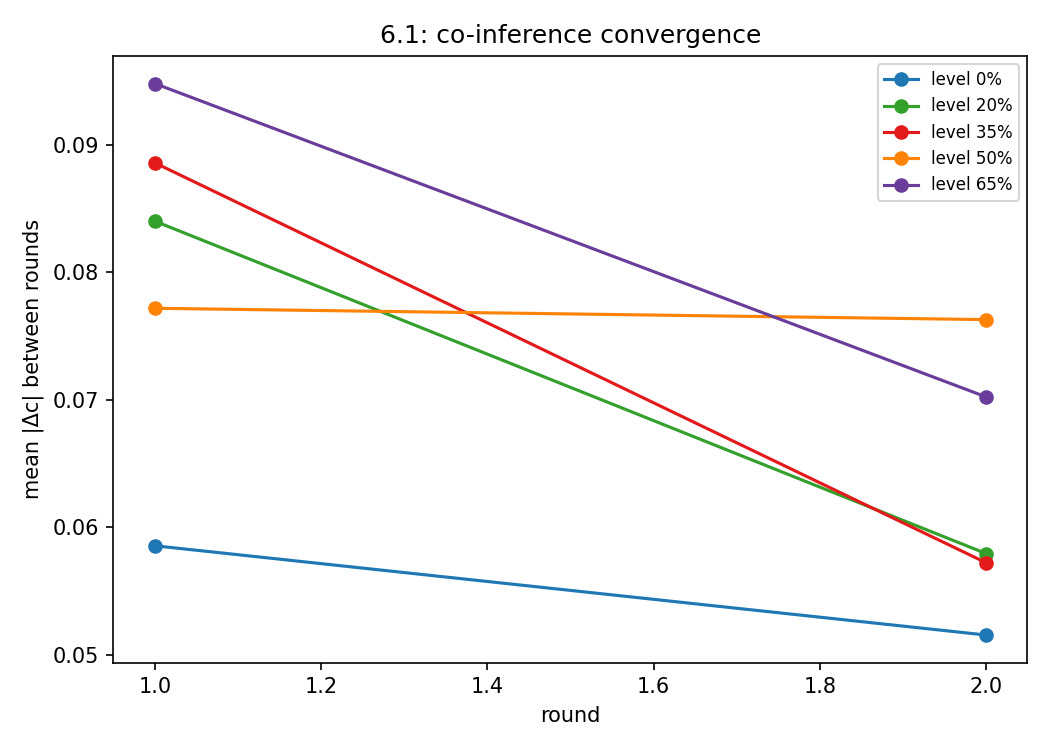 6.1: co-inference convergence
level 0%
level 20%
level 35%
level 50%
level 65%
mean |Δc| between rounds
0.09
0.08
0.07
0.06
0.05
1.0 1.2 1.4 1.6 1.8 2.0
round